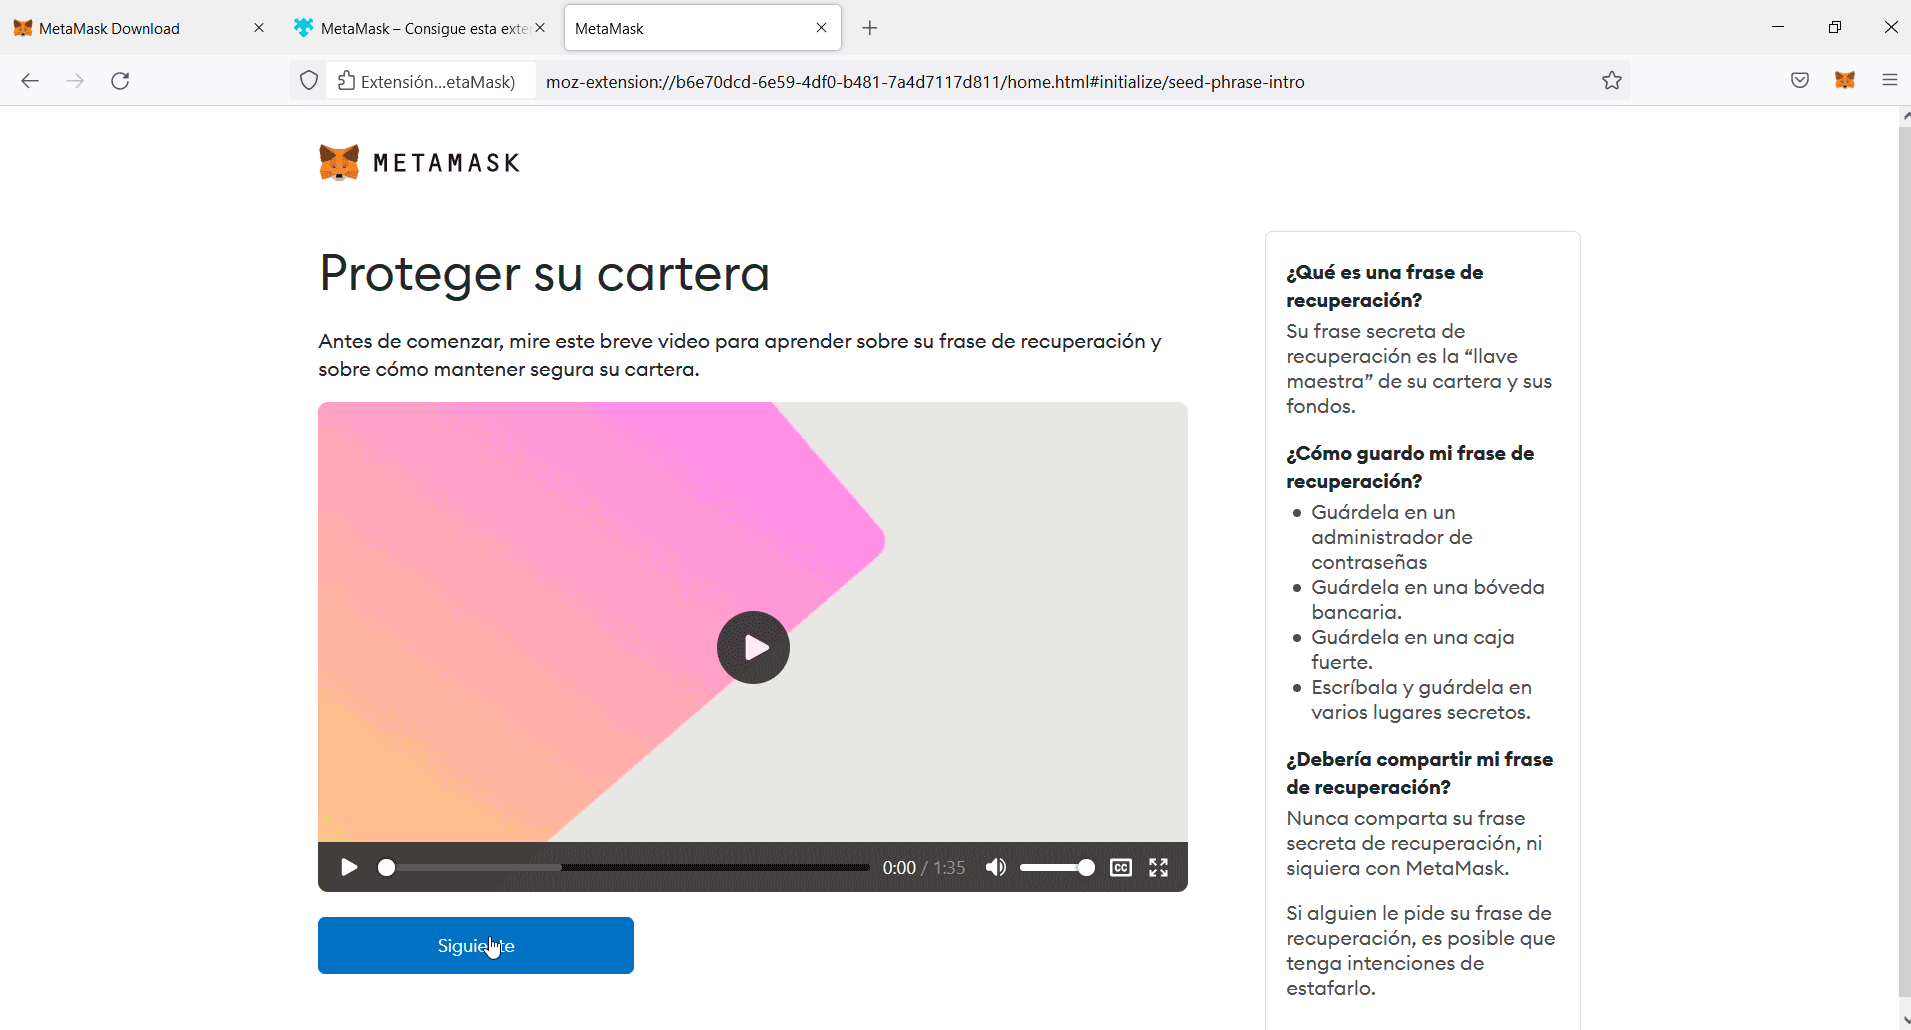 MetaMask Download
MetaMask – Consigue esta exte
MetaMask
Extensión...etaMask)
moz-extension://b6e70dcd-6e59-4df0-b481-7a4d7117d811/home.html#initialize/seed-phrase-intro
METAMASK
Proteger su cartera
Antes de comenzar, mire este breve video para aprender sobre su frase de recuperación y
sobre cómo mantener segura su cartera.
0:00 / 1:35
CC
Siguiente
¿Qué es una frase de
recuperación?
Su frase secreta de
recuperación es la “llave
maestra” de su cartera y sus
fondos.
¿Cómo guardo mi frase de
recuperación?
• Guárdela en un
administrador de
contraseñas
• Guárdela en una bóveda
bancaria.
• Guárdela en una caja
fuerte.
• Escríbala y guárdela en
varios lugares secretos.
¿Debería compartir mi frase
de recuperación?
Nunca comparta su frase
secreta de recuperación, ni
siquiera con MetaMask.
Si alguien le pide su frase de
recuperación, es posible que
tenga intenciones de
estafarlo.